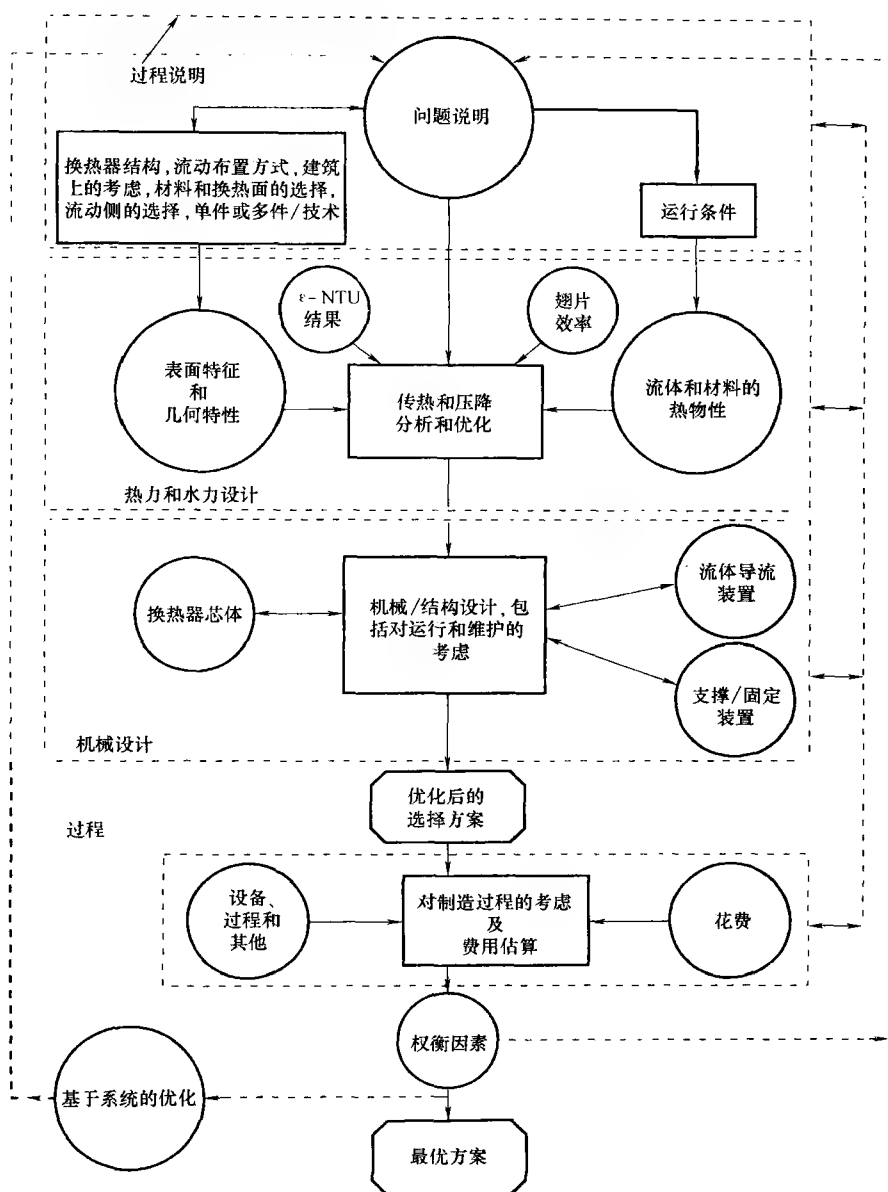 过程说明
问题说明
换热器结构,流动布置方式,建筑
上的考虑,材料和换热面的选择,
流动侧的选择,单件或多件/技术
运行条件
ε-NTU
结果
翅片
效率
表面特征
和
几何特性
传热和压降
分析和优化
流体和材料的
热物性
热力和水力设计
换热器芯体
机械/结构设计,包
括对运行和维护的
考虑
流体导流
装置
支撑/固定
装置
机械设计
优化后的
选择方案
过程
设备、
过程和
其他
对制造过程的考虑
及
费用估算
花费
权衡因素
基于系统的优化
最优方案